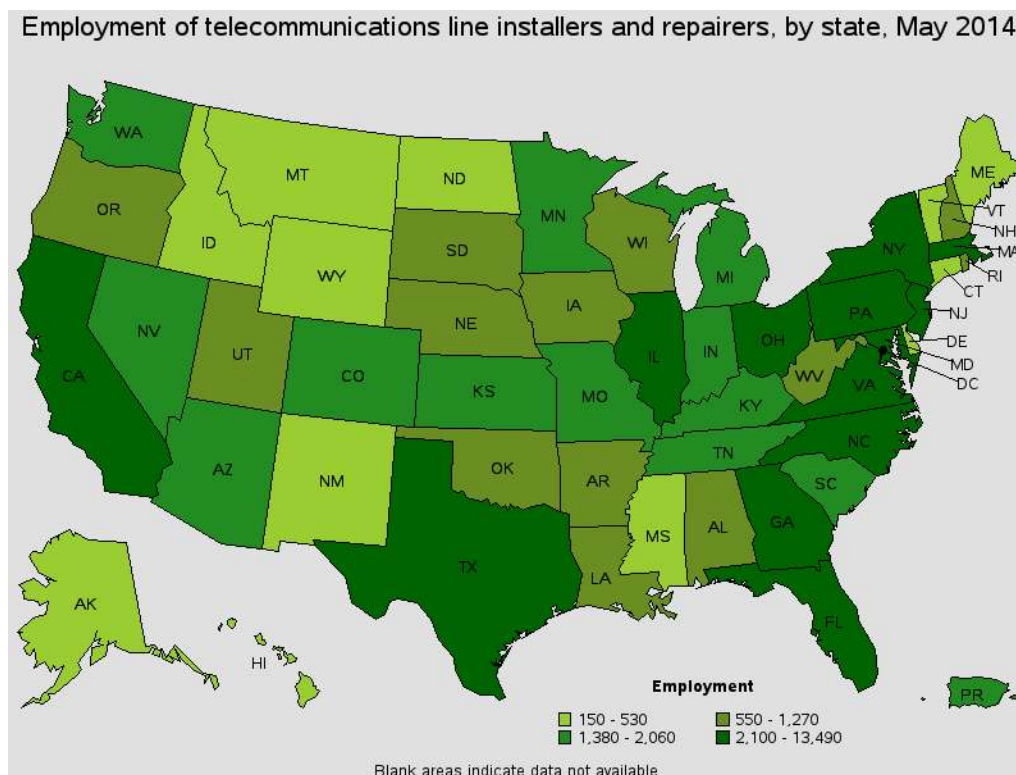 Employment of telecommunications line installers and repairers, by state, May 2014
WA
MT
ND
MN
ME
VT
NH
MA
RI
CT
NJ
DE
MD
DC
OR
ID
SD
WI
NY
MI
WY
NE
IA
PA
NV
UT
IL
IN
OH
CA
CO
KS
MO
WV
VA
KY
AZ
NM
OK
AR
TN
NC
SC
MS
AL
GA
TX
LA
FL
AK
HI
PR
Employment
150 - 530
550 - 1,270
1,380 - 2,060
2,100 - 13,490
Blank areas indicate data not available